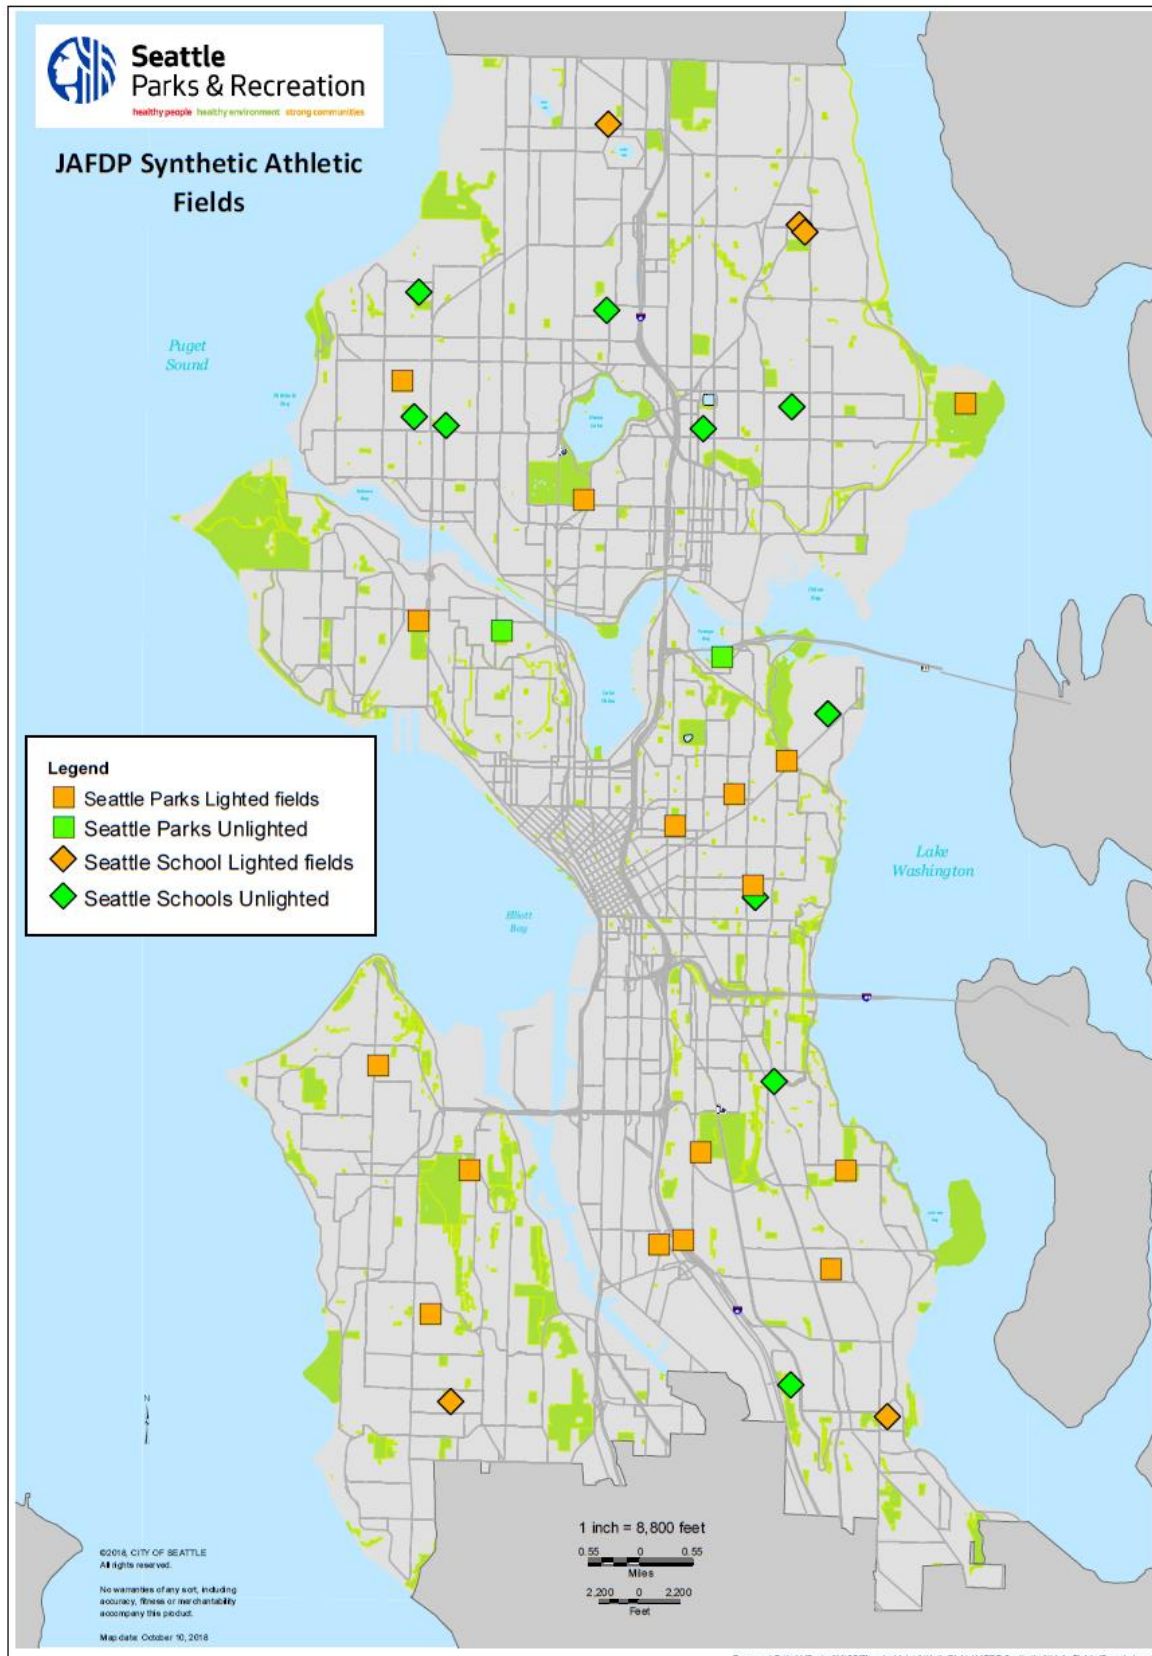 Seattle
Parks & Recreation
healthy people healthy environment strong communities
JAFDP Synthetic Athletic
Fields
Puget
Sound
Legend
Seattle Parks Lighted fields
Seattle Parks Unlighted
Seattle School Lighted fields
Seattle Schools Unlighted
Lake
Washington
Elliott
Bay
N
1 inch = 8,800 feet
0.55 0 0.55
Miles
2,200 0 2,200
Feet
©2018, CITY OF SEATTLE
All rights reserved.
No warranties of any sort, including
accuracy, fitness or merchantability
accompany this product.
Map date: October 10, 2018